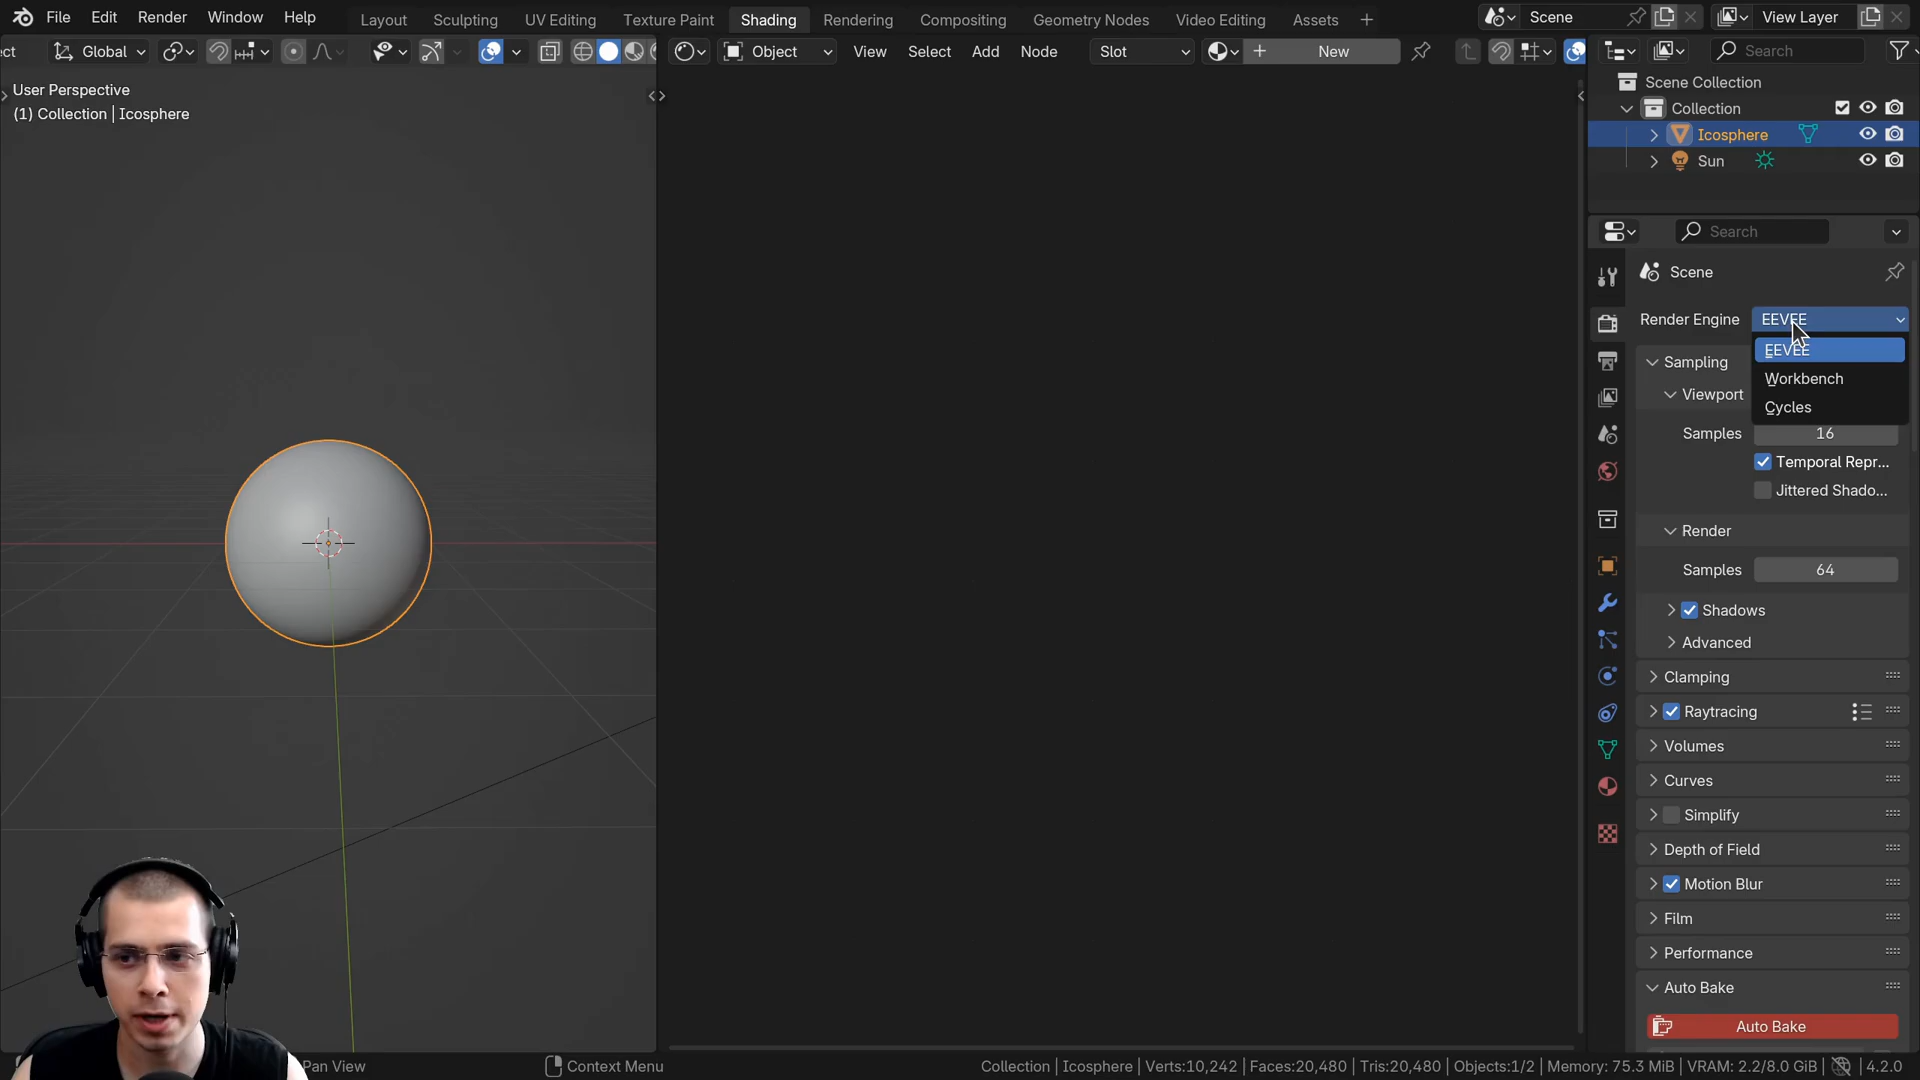 File Edit Render Window Help Layout Sculpting UV Editing Texture Paint Shading Rendering Compositing Geometry Nodes Video Editing Assets Scene View Layer
ct Global Object View Select Add Node Slot New Search
User Perspective
(1) Collection | Icosphere
Scene Collection
Collection
Icosphere
Sun
Search
Scene
Render Engine EEVEE
EEVEE
Workbench
Cycles
Sampling
Viewport
Samples 16
Temporal Repr...
Jittered Shado...
Render
Samples 64
Shadows
Advanced
Clamping
Raytracing
Volumes
Curves
Simplify
Depth of Field
Motion Blur
Film
Performance
Auto Bake
Auto Bake
Pan View Context Menu Collection | Icosphere | Verts:10,242 | Faces:20,480 | Tris:20,480 | Objects:1/2 | Memory: 75.3 MiB | VRAM: 2.2/8.0 GiB | 4.2.0